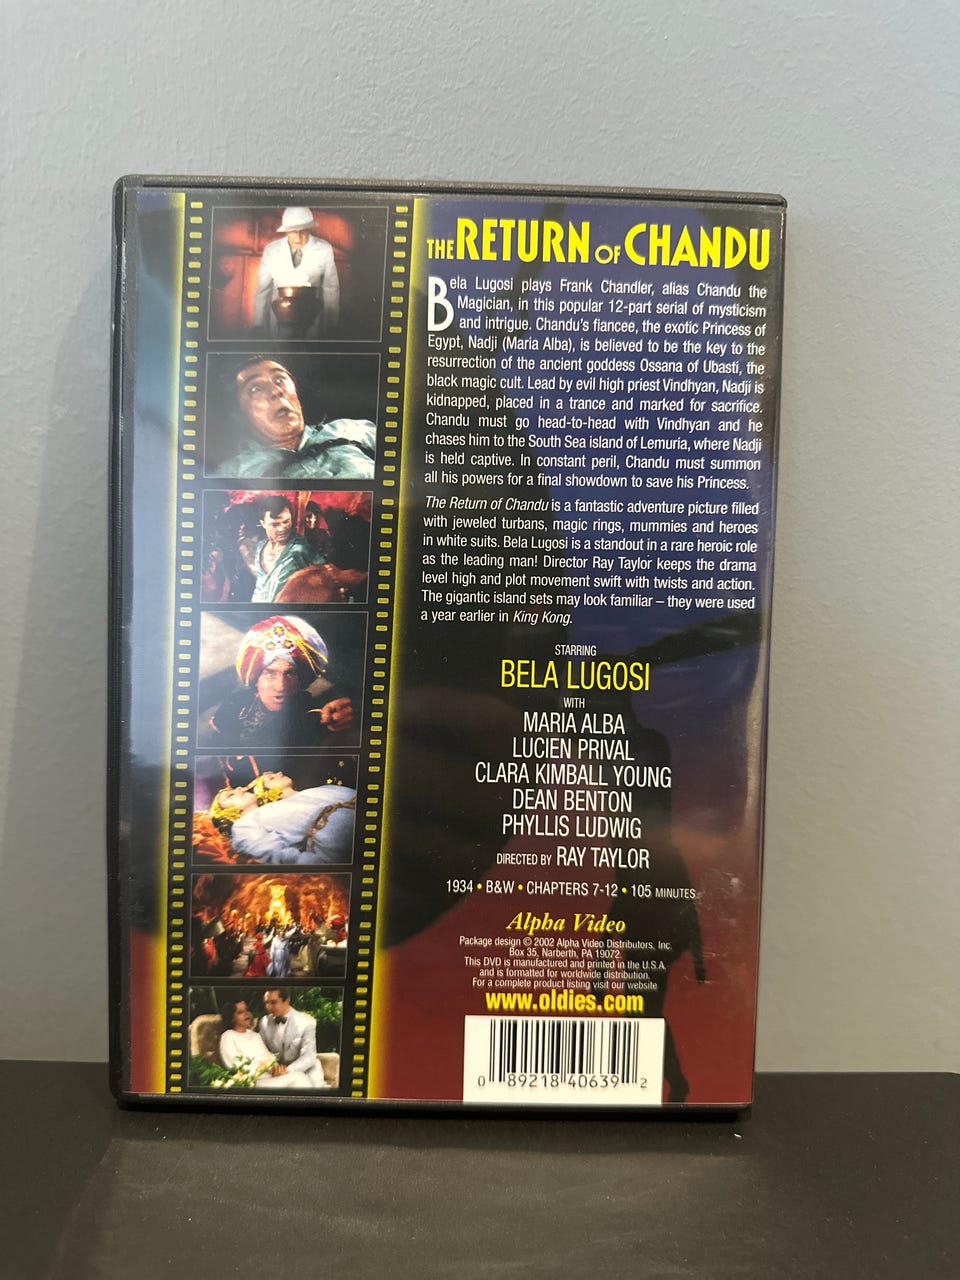 THE RETURN OF CHANDU
Bela Lugosi plays Frank Chandler, alias Chandu the
Magician, in this popular 12-part serial of mysticism
and intrigue. Chandu's fiancee, the exotic Princess of
Egypt, Nadji (Maria Alba), is believed to be the key to the
resurrection of the ancient goddess Ossana of Ubasti, the
black magic cult. Lead by evil high priest Vindhyan, Nadji is
kidnapped, placed in a trance and marked for sacrifice.
Chandu must go head-to-head with Vindhyan and he
chases him to the South Sea island of Lemuria, where Nadji
is held captive. In constant peril, Chandu must summon
all his powers for a final showdown to save his Princess.
The Return of Chandu is a fantastic adventure picture filled
with jeweled turbans, magic rings, mummies and heroes
in white suits. Bela Lugosi is a standout in a rare heroic role
as the leading man! Director Ray Taylor keeps the drama
level high and plot movement swift with twists and action.
The gigantic island sets may look familiar – they were used
a year earlier in King Kong.
STARRING
BELA LUGOSI
WITH
MARIA ALBA
LUCIEN PRIVAL
CLARA KIMBALL YOUNG
DEAN BENTON
PHYLLIS LUDWIG
DIRECTED BY RAY TAYLOR
1934 • B&W • CHAPTERS 7-12 • 105 MINUTES
Alpha Video
Package design © 2002 Alpha Video Distributors, Inc.
Box 35, Narberth, PA 19072.
This DVD is manufactured and printed in the U.S.A.
and is formatted for worldwide distribution.
For a complete product listing visit our website
www.oldies.com
0 89218 40639 2